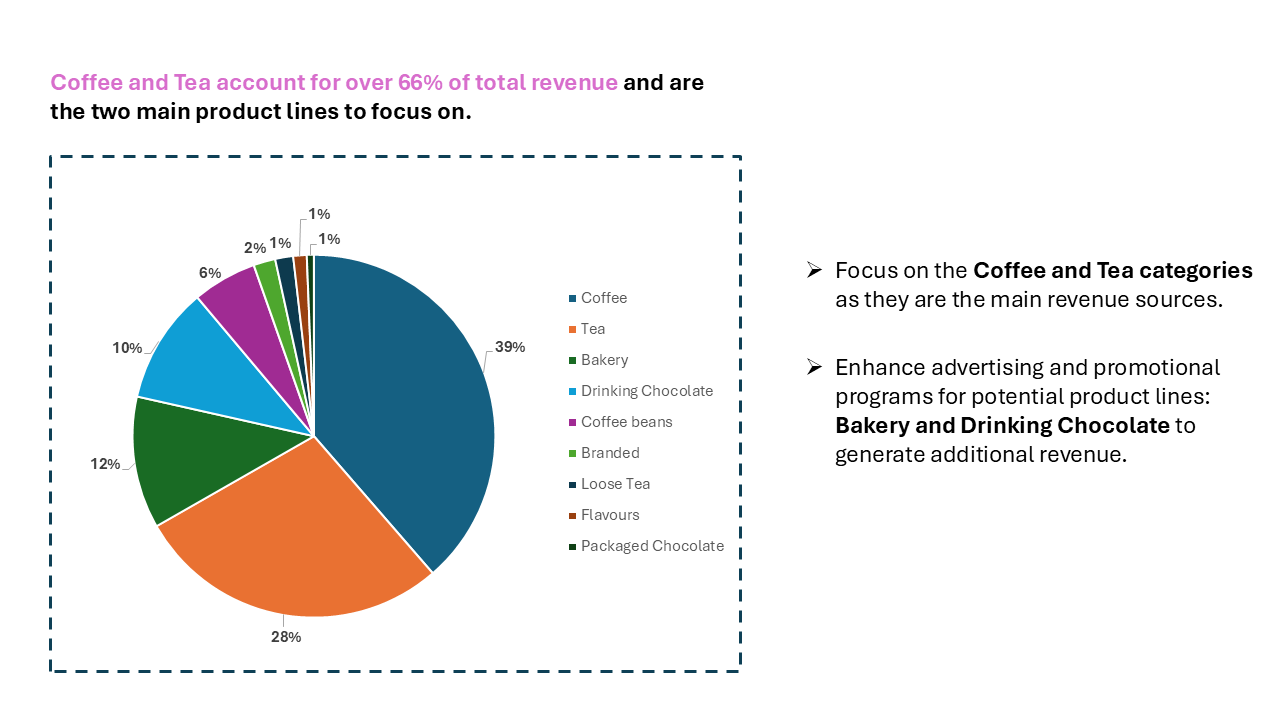 Coffee and Tea account for over 66% of total revenue and are
the two main product lines to focus on.
1%
1%
2%
1%
6%
10%
39%
12%
28%
Coffee
Tea
Bakery
Drinking Chocolate
Coffee beans
Branded
Loose Tea
Flavours
Packaged Chocolate
Focus on the Coffee and Tea categories
as they are the main revenue sources.
Enhance advertising and promotional
programs for potential product lines:
Bakery and Drinking Chocolate to
generate additional revenue.